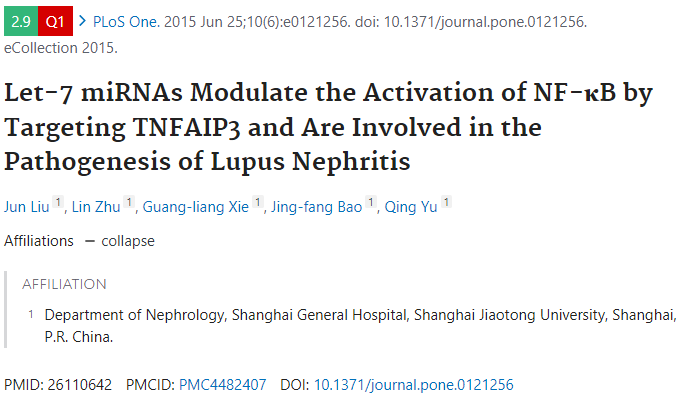 2.9 Q1 > PLoS One. 2015 Jun 25;10(6):e0121256. doi: 10.1371/journal.pone.0121256.
eCollection 2015.
Let-7 miRNAs Modulate the Activation of NF-κB by
Targeting TNFAIP3 and Are Involved in the
Pathogenesis of Lupus Nephritis
Jun Liu 1, Lin Zhu 1, Guang-liang Xie 1, Jing-fang Bao 1, Qing Yu 1
Affiliations − collapse
AFFILIATION
1 Department of Nephrology, Shanghai General Hospital, Shanghai Jiaotong University, Shanghai,
P.R. China.
PMID: 26110642 PMCID: PMC4482407 DOI: 10.1371/journal.pone.0121256